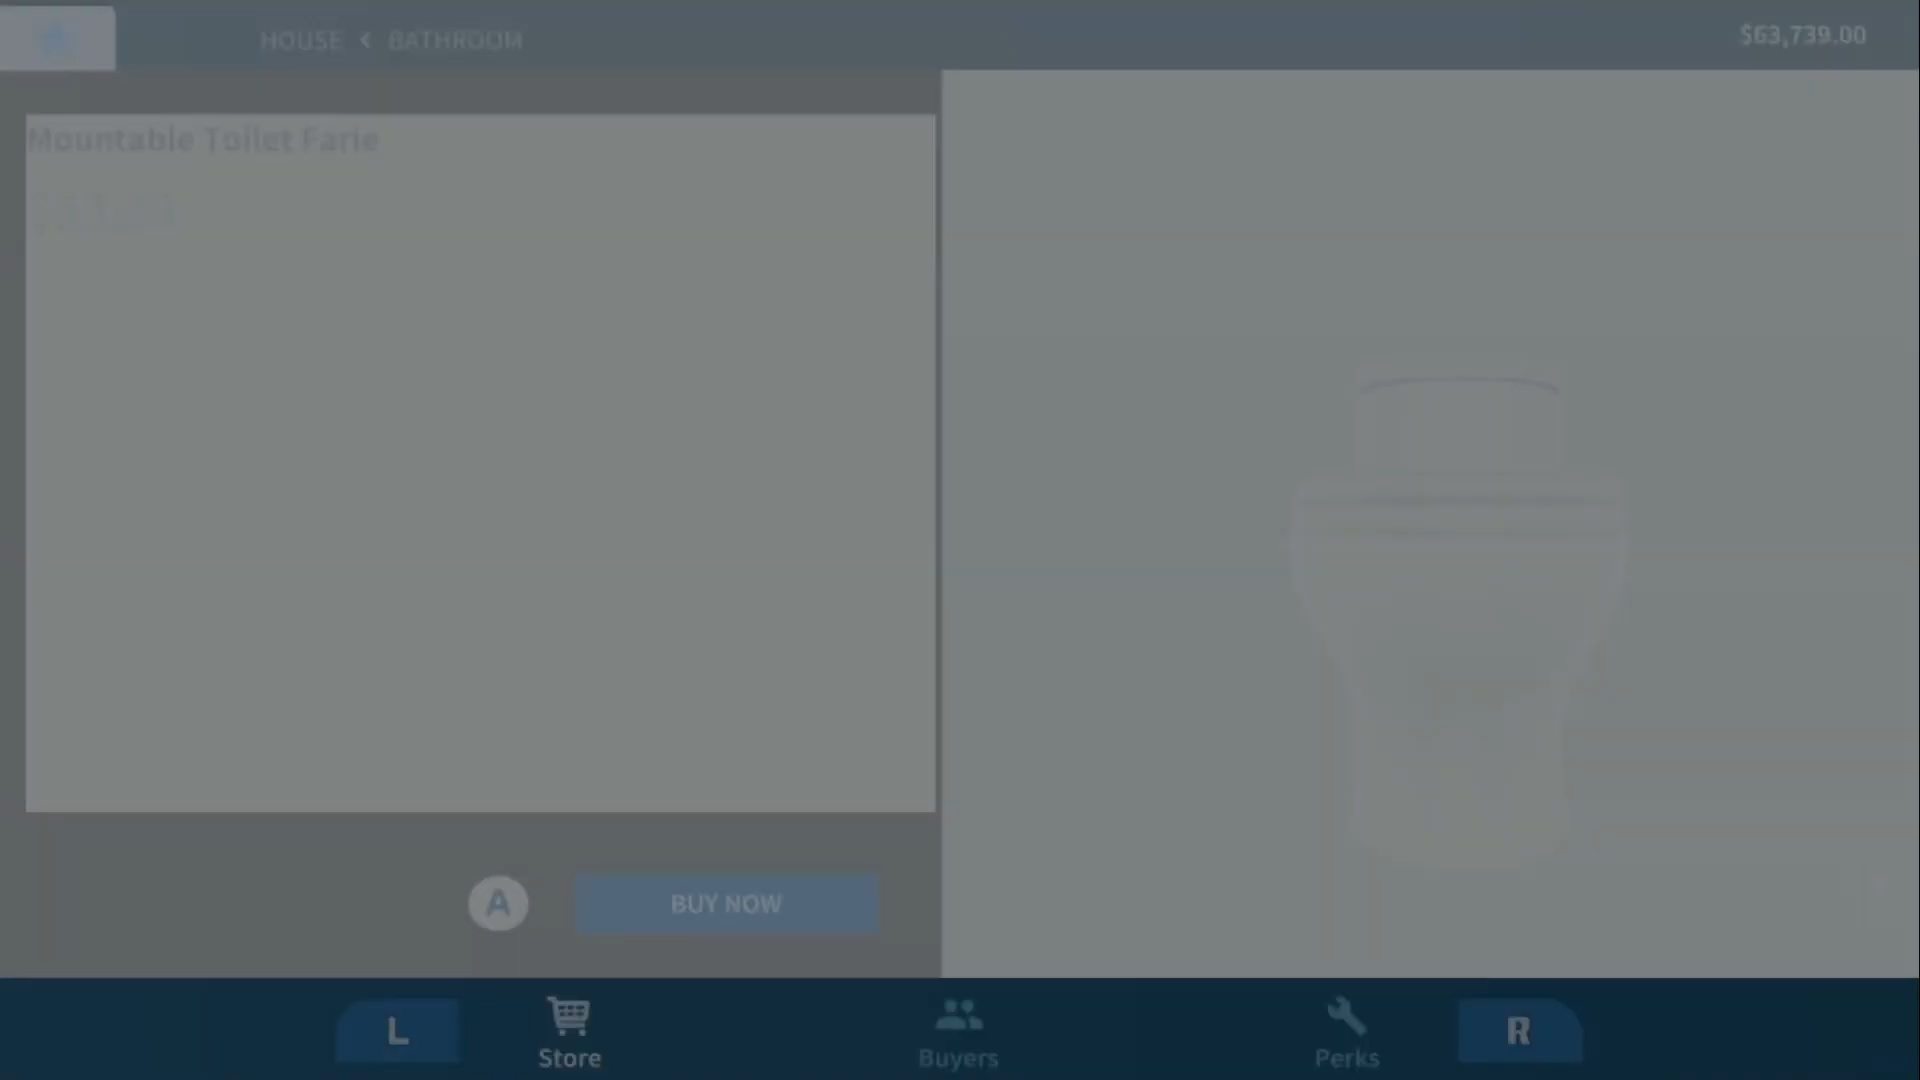 HOUSE < BATHROOM
$63,739.00
Mountable Toilet Farie
A
BUY NOW
L
Store
Buyers
Perks
R